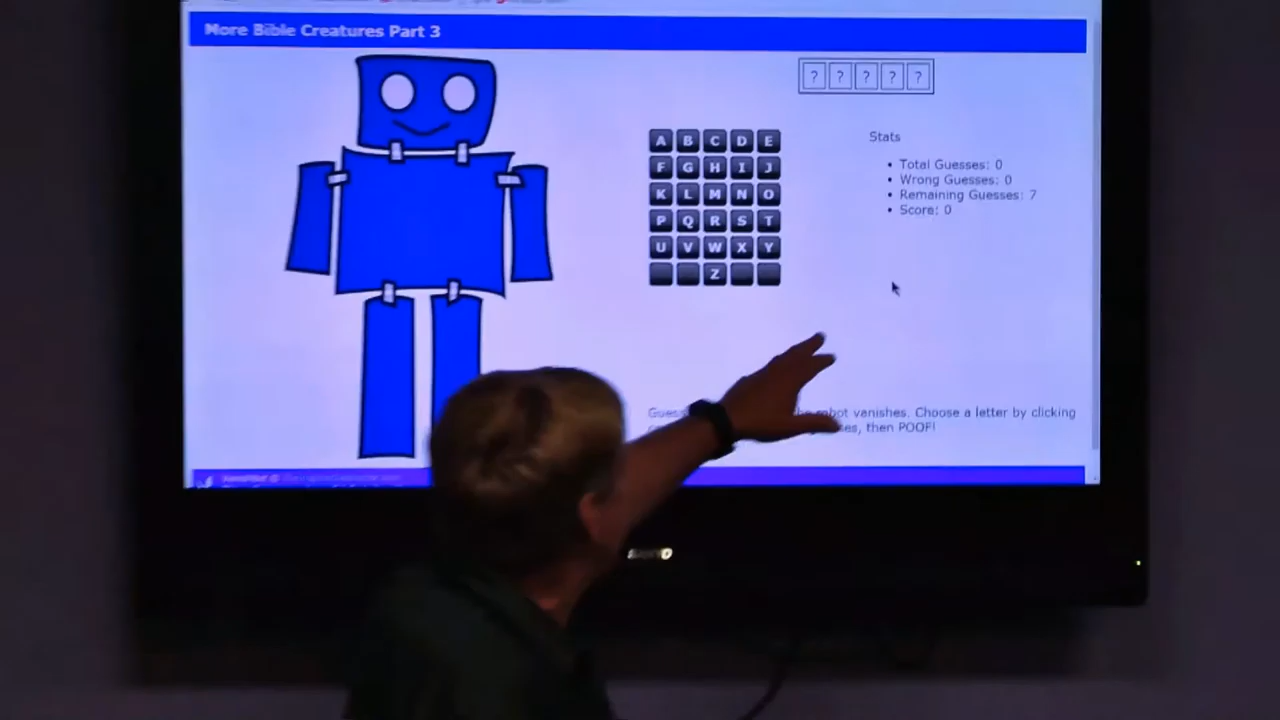 More Bible Creatures Part 3
? ? ? ? ?
A B C D E
F G H I J
K L M N O
P Q R S T
U V W X Y
Z
Stats
Total Guesses: 0
Wrong Guesses: 0
Remaining Guesses: 7
Score: 0
robot vanishes. Choose a letter by clicking
then POOF!